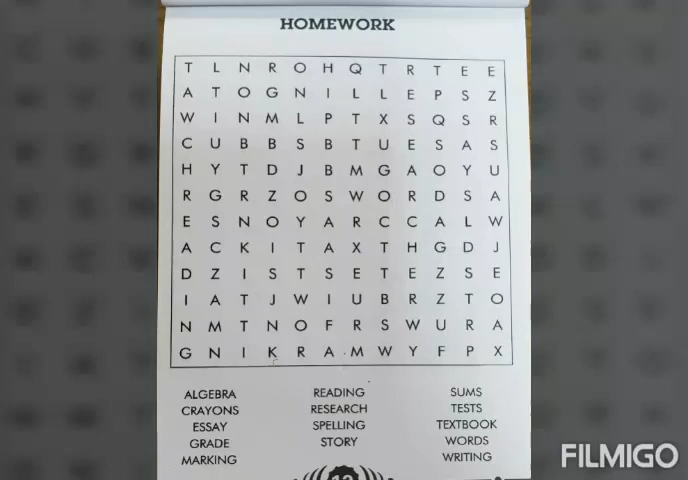 HOMEWORK
T L N R O H Q T R T E E
A T O G N I L L E P S Z
W I N M L P T X S Q S R
C U B B S B T U E S A S
H Y T D J B M G A O Y U
R G R Z O S W O R D S A
E S N O Y A R C C A L W
A C K I T A X T H G D J
D Z I S T S E T E Z S E
I A T J W I U B R Z T O
N M T N O F R S W U R A
G N I K R A M W Y F P X
ALGEBRA READING SUMS
CRAYONS RESEARCH TESTS
ESSAY SPELLING TEXTBOOK
GRADE STORY WORDS
MARKING WRITING
FILMIGO